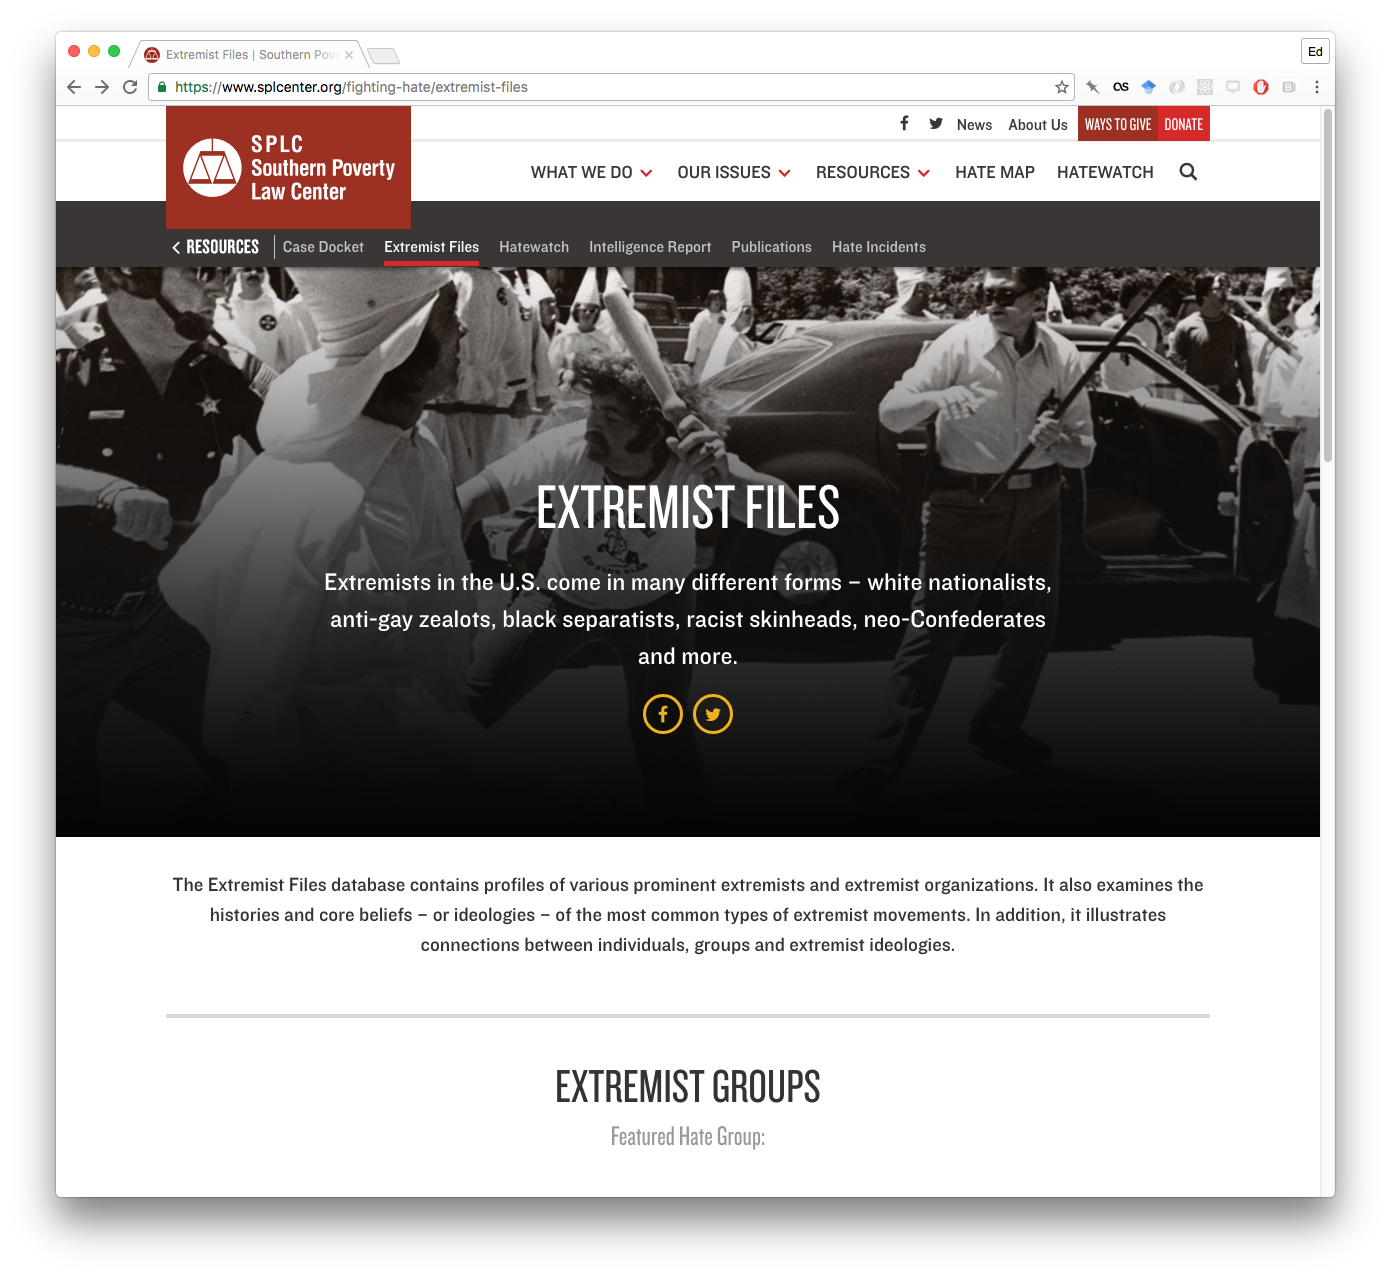 Extremist Files | Southern Pov
Ed
https://www.splcenter.org/fighting-hate/extremist-files
News About Us WAYS TO GIVE DONATE
SPLC
Southern Poverty
Law Center
WHAT WE DO OUR ISSUES RESOURCES HATE MAP HATEWATCH
RESOURCES Case Docket Extremist Files Hatewatch Intelligence Report Publications Hate Incidents
EXTREMIST FILES
Extremists in the U.S. come in many different forms – white nationalists,
anti-gay zealots, black separatists, racist skinheads, neo-Confederates
and more.
The Extremist Files database contains profiles of various prominent extremists and extremist organizations. It also examines the
histories and core beliefs – or ideologies – of the most common types of extremist movements. In addition, it illustrates
connections between individuals, groups and extremist ideologies.
EXTREMIST GROUPS
Featured Hate Group: